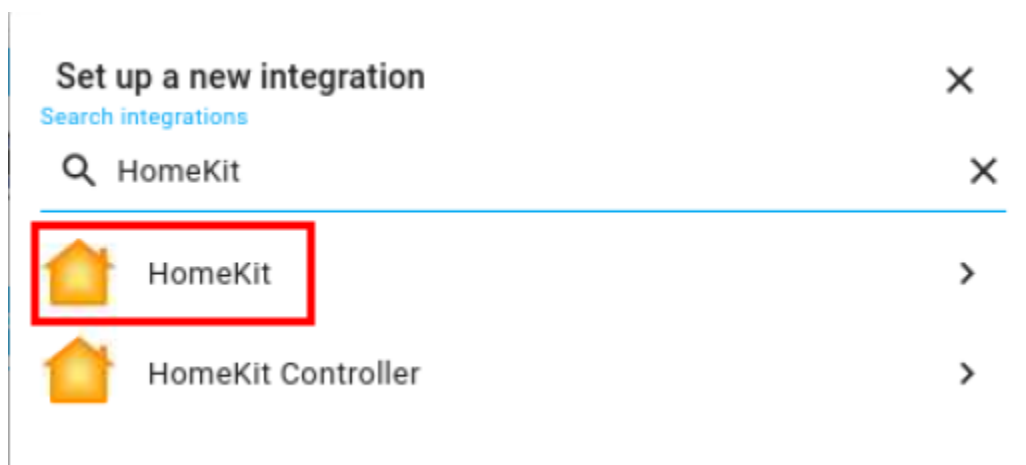 Set up a new integration
Search integrations
HomeKit
HomeKit
HomeKit Controller